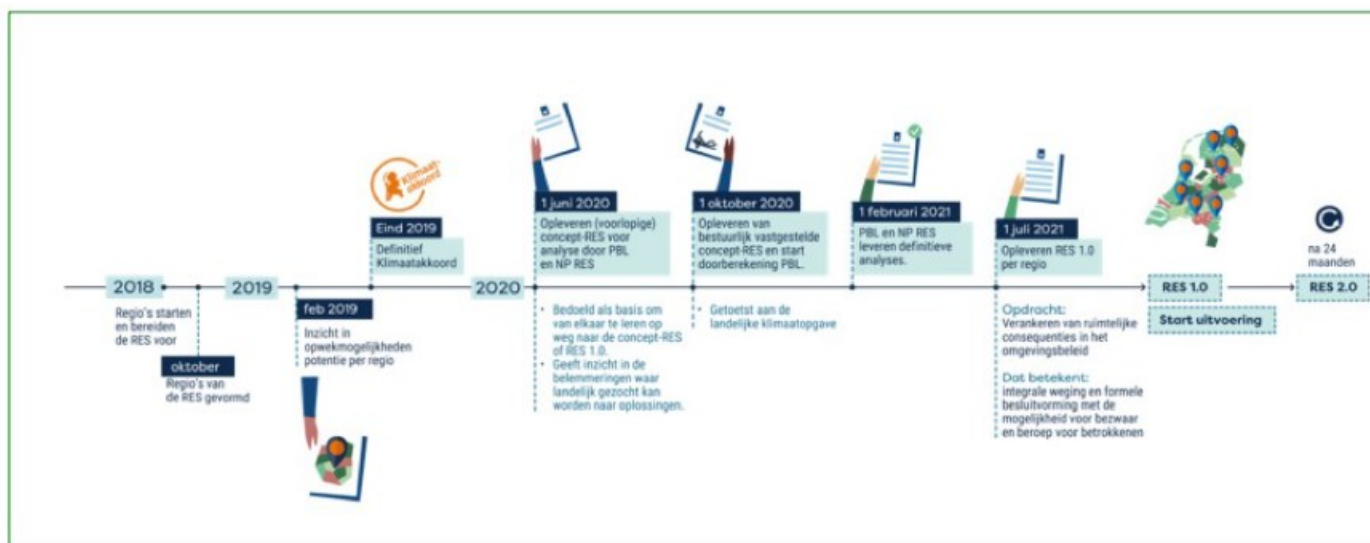 2018
Regio's starten
en bereiden
de RES voor
oktober
Regio's van
de RES gevormd
2019
feb 2019
Inzicht in
opwekmogelijkheden
potentie per regio
Klimaat-
akkoord
Eind 2019
Definitief
Klimaatakkoord
2020
1 juni 2020
Opleveren (voorlopige)
concept-RES voor
analyse door PBL
en NP RES
• Bedoeld als basis om
van elkaar te leren op
weg naar de concept-RES
of RES 1.0.
• Geeft inzicht in de
belemmeringen waar
landelijk gezocht kan
worden naar oplossingen.
1 oktober 2020
Opleveren van
bestuurlijk vastgestelde
concept-RES en start
doorberekening PBL.
• Getoetst aan de
landelijke klimaatopgave
1 februari 2021
PBL en NP RES
leveren definitieve
analyses.
1 juli 2021
Opleveren RES 1.0
per regio
Opdracht:
Verankeren van ruimtelijke
consequenties in het
omgevingsbeleid
Dat betekent:
integrale weging en formele
besluitvorming met de
mogelijkheid voor bezwaar
en beroep voor betrokkenen
RES 1.0
Start uitvoering
na 24
maanden
RES 2.0